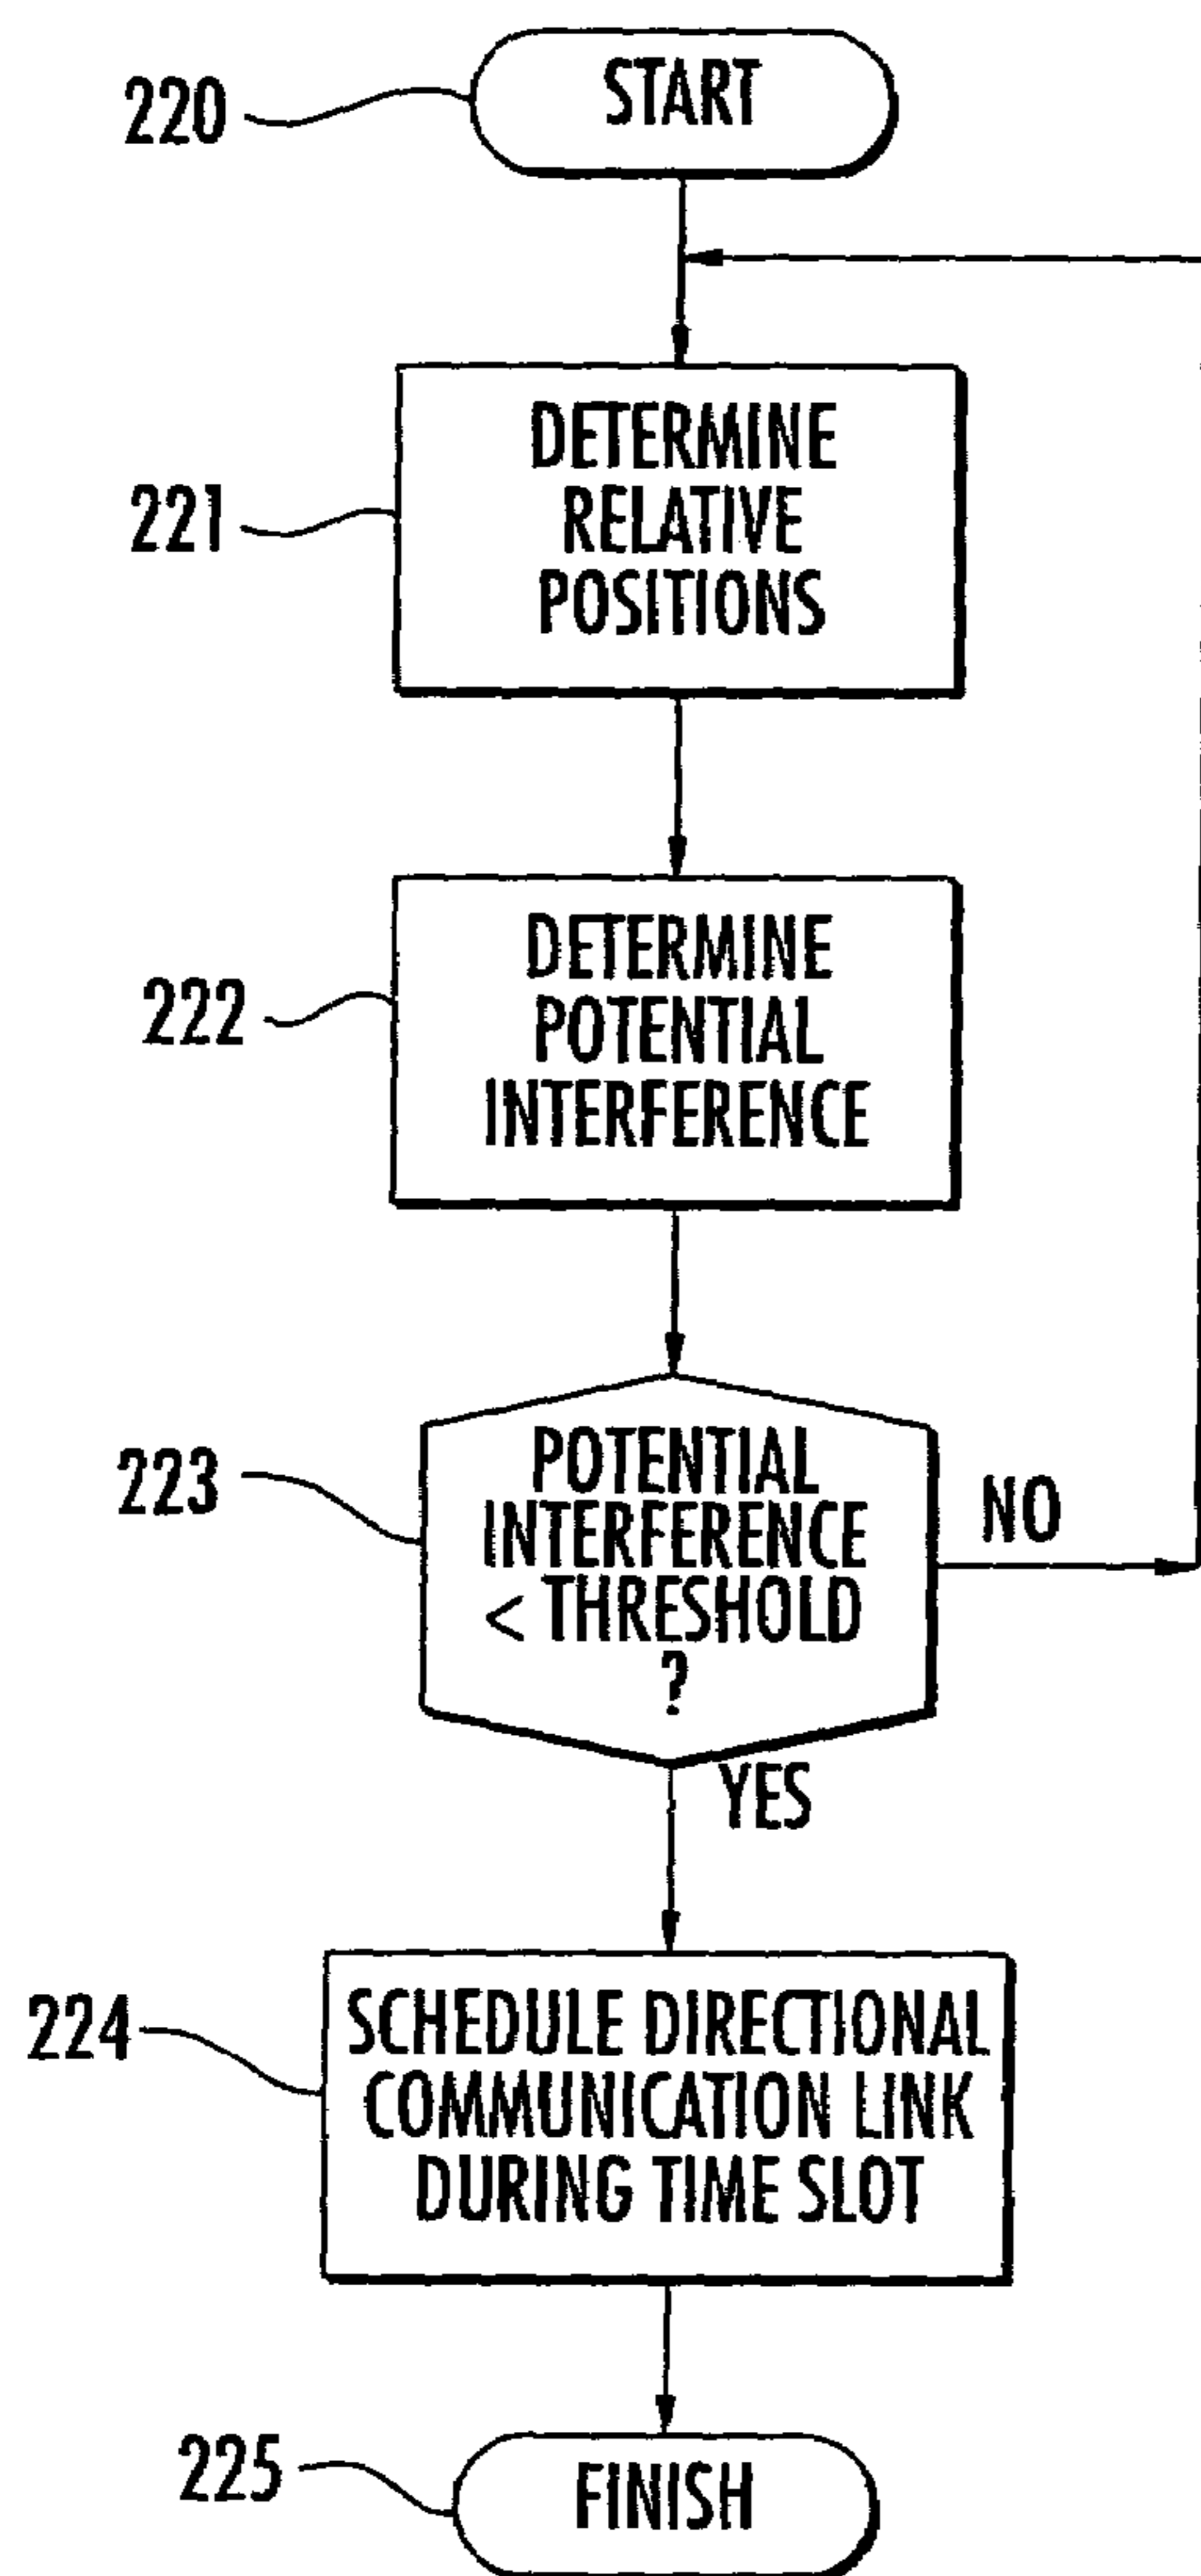 220
START
221
DETERMINE
RELATIVE
POSITIONS
222
DETERMINE
POTENTIAL
INTERFERENCE
223
POTENTIAL
INTERFERENCE
< THRESHOLD
?
NO
YES
224
SCHEDULE DIRECTIONAL
COMMUNICATION LINK
DURING TIME SLOT
225
FINISH